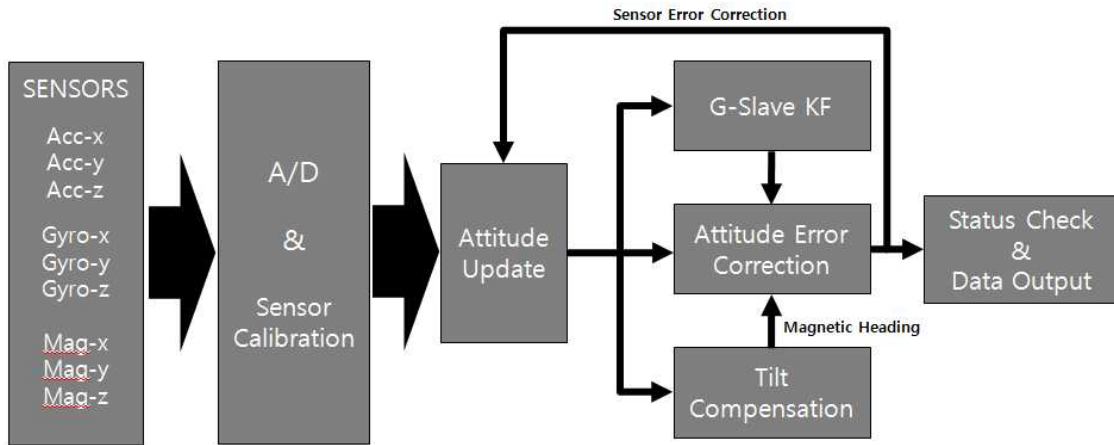 Sensor Error Correction
SENSORS
Acc-x
Acc-y
Acc-z
Gyro-x
Gyro-y
Gyro-z
Mag-x
Mag-y
Mag-z
A/D
&
Sensor
Calibration
Attitude
Update
G-Slave KF
Attitude Error
Correction
Magnetic Heading
Tilt
Compensation
Status Check
&
Data Output